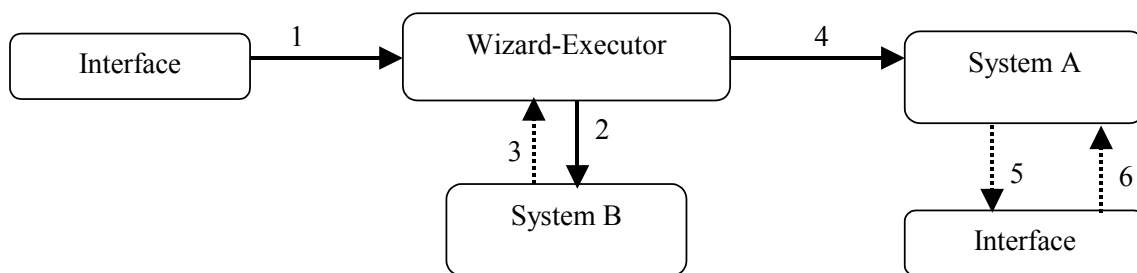 Interface
1
Wizard-Executor
4
System A
3
2
System B
5
6
Interface